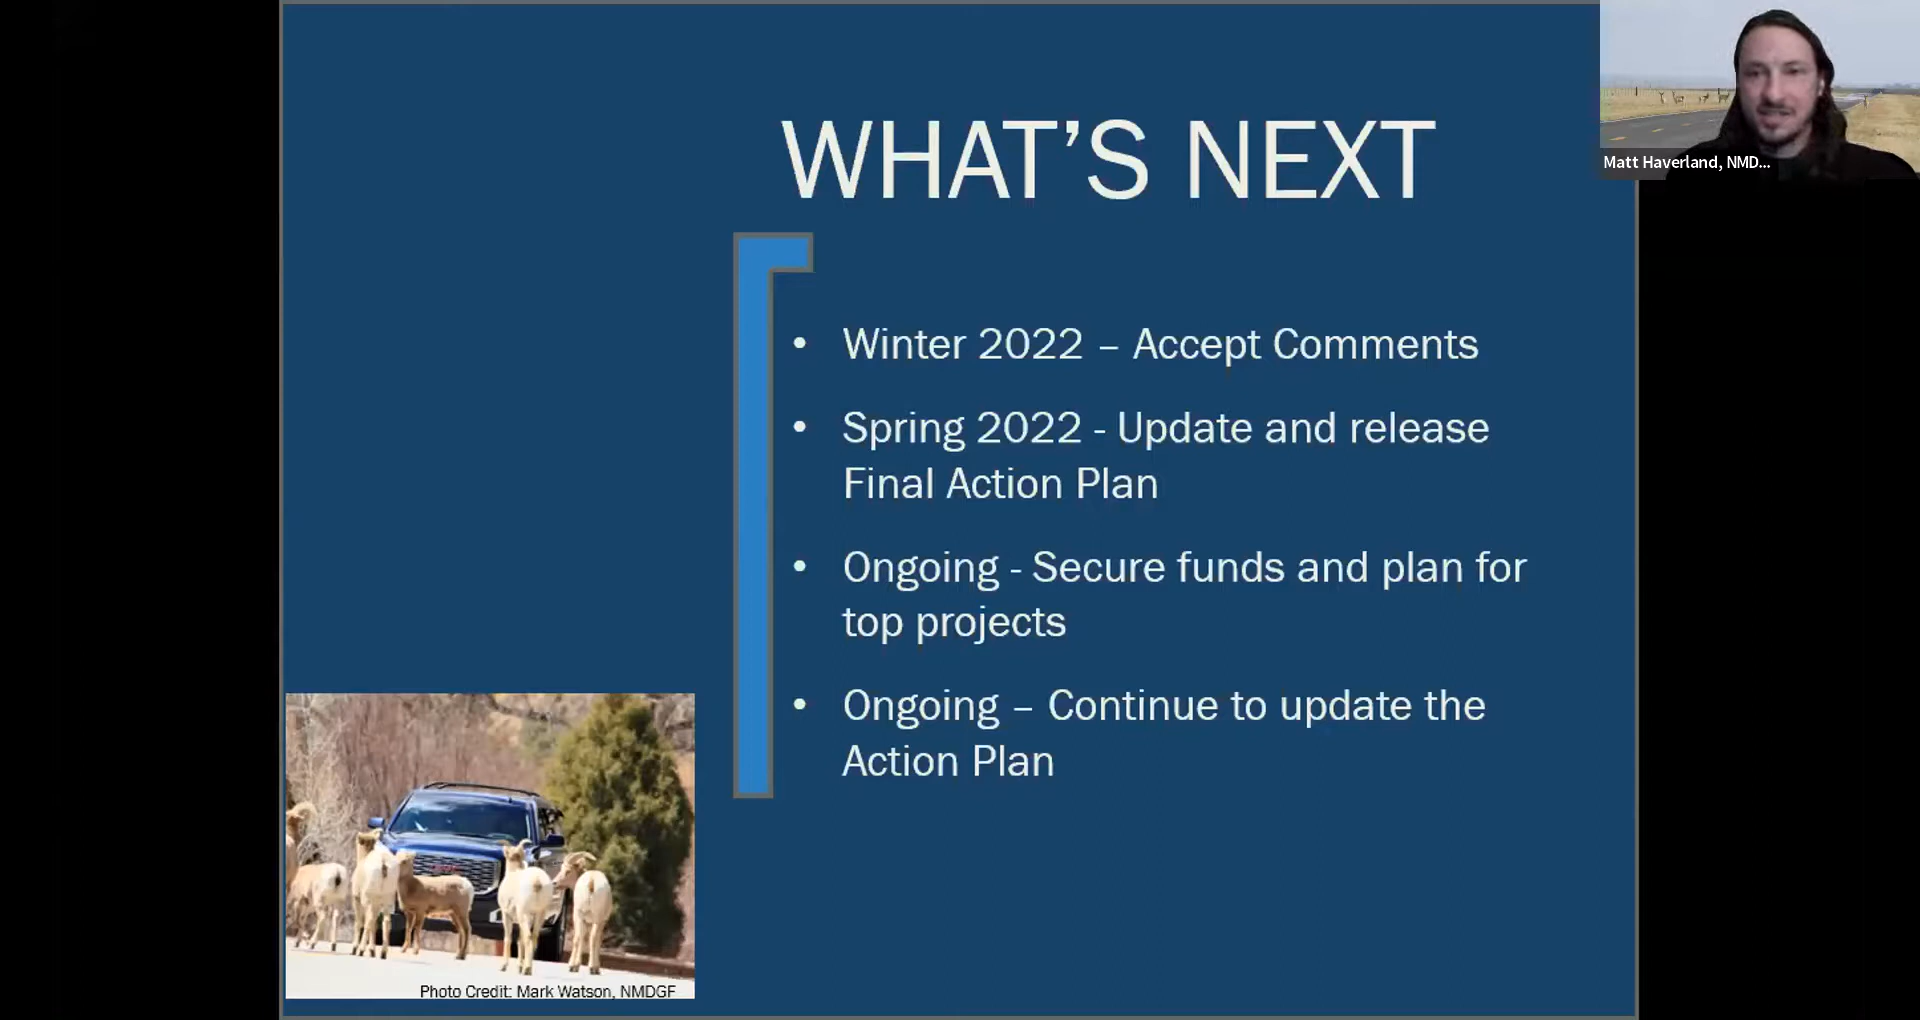 WHAT’S NEXT
Matt Haverland, NMD...
• Winter 2022 – Accept Comments
• Spring 2022 - Update and release
Final Action Plan
• Ongoing - Secure funds and plan for
top projects
• Ongoing – Continue to update the
Action Plan
Photo Credit: Mark Watson, NMDGF